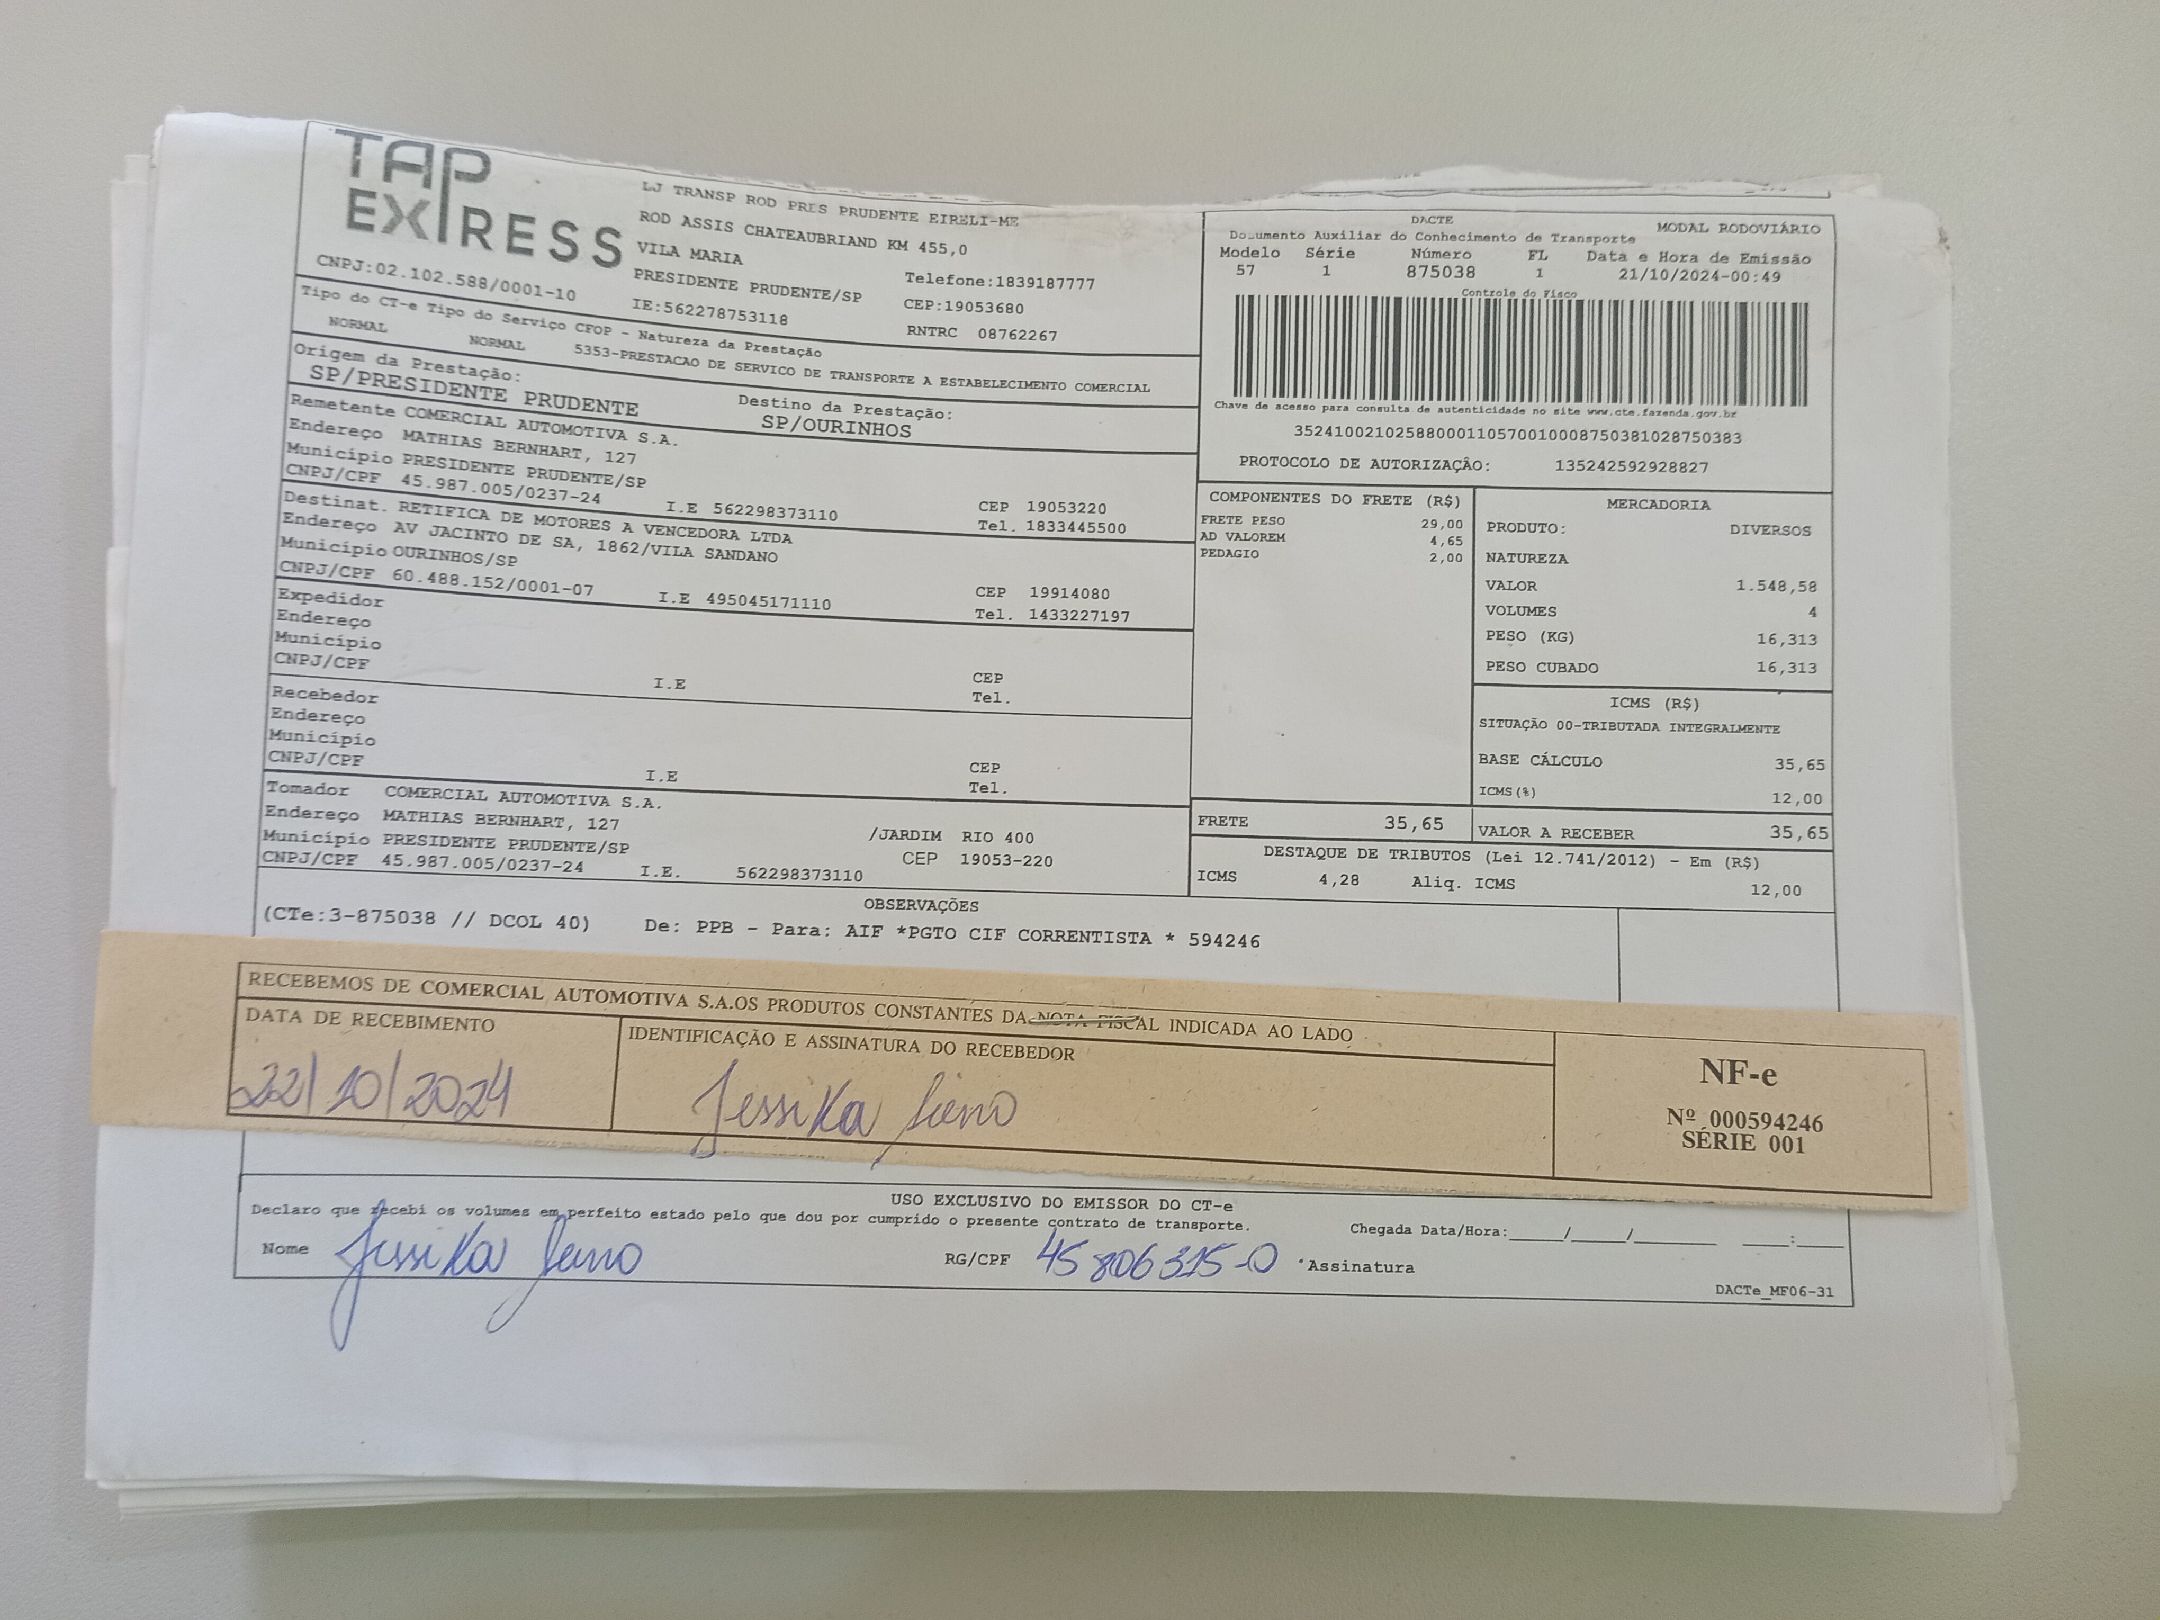 TAP
EXPRESS
CNPJ:02.102.588/0001-10
LJ TRANSP ROD PRES PRUDENTE EIRELI-ME
ROD ASSIS CHATEAUBRIAND KM 455,0
VILA MARIA
PRESIDENTE PRUDENTE/SP
IE:562278753118
Telefone:1839187777
CEP:19053680
RNTRC 08762267
DACTE MODAL RODOVIÁRIO
Documento Auxiliar do Conhecimento de Transporte
Modelo Série Número FL Data e Hora de Emissão
57 1 875038 1 21/10/2024-00:49
Controle do Fisco
Chave de acesso para consulta de autenticidade no site www.cte.fazenda.gov.br
35241002102588000110570010008750381028750383
PROTOCOLO DE AUTORIZAÇÃO: 135242592928827
Tipo do CT-e Tipo do Serviço CFOP - Natureza da Prestação
NORMAL NORMAL 5353-PRESTACAO DE SERVICO DE TRANSPORTE A ESTABELECIMENTO COMERCIAL
Origem da Prestação: Destino da Prestação:
SP/PRESIDENTE PRUDENTE SP/OURINHOS
Remetente COMERCIAL AUTOMOTIVA S.A.
Endereço MATHIAS BERNHART, 127
Município PRESIDENTE PRUDENTE/SP CEP 19053220
CNPJ/CPF 45.987.005/0237-24 I.E 562298373110 Tel. 1833445500
Destinat. RETIFICA DE MOTORES A VENCEDORA LTDA
Endereço AV JACINTO DE SA, 1862/VILA SANDANO
Município OURINHOS/SP CEP 19914080
CNPJ/CPF 60.488.152/0001-07 I.E 495045171110 Tel. 1433227197
Expedidor
Endereço
Município CEP
CNPJ/CPF I.E Tel.
Recebedor
Endereço
Município CEP
CNPJ/CPF I.E Tel.
Tomador COMERCIAL AUTOMOTIVA S.A.
Endereço MATHIAS BERNHART, 127 /JARDIM RIO 400
Município PRESIDENTE PRUDENTE/SP CEP 19053-220
CNPJ/CPF 45.987.005/0237-24 I.E. 562298373110
COMPONENTES DO FRETE (R$)
FRETE PESO 29,00
AD VALOREM 4,65
PEDAGIO 2,00
MERCADORIA
PRODUTO: DIVERSOS
NATUREZA
VALOR 1.548,58
VOLUMES 4
PESO (KG) 16,313
PESO CUBADO 16,313
ICMS (R$)
SITUAÇÃO 00-TRIBUTADA INTEGRALMENTE
BASE CÁLCULO 35,65
ICMS(%) 12,00
FRETE 35,65 VALOR A RECEBER 35,65
DESTAQUE DE TRIBUTOS (Lei 12.741/2012) - Em (R$)
ICMS 4,28 Aliq. ICMS 12,00
OBSERVAÇÕES
(CTe:3-875038 // DCOL 40) De: PPB - Para: AIF *PGTO CIF CORRENTISTA * 594246
RECEBEMOS DE COMERCIAL AUTOMOTIVA S.A.OS PRODUTOS CONSTANTES DA NOTA FISCAL INDICADA AO LADO
DATA DE RECEBIMENTO IDENTIFICAÇÃO E ASSINATURA DO RECEBEDOR
22/10/2024 Jessika
NF-e
Nº 000594246
SÉRIE 001
USO EXCLUSIVO DO EMISSOR DO CT-e
Declaro que recebi os volumes em perfeito estado pelo que dou por cumprido o presente contrato de transporte. Chegada Data/Hora:____/____/______ ___:___
Nome Jessika RG/CPF 45806315-0 Assinatura
DACTe_MF06-31